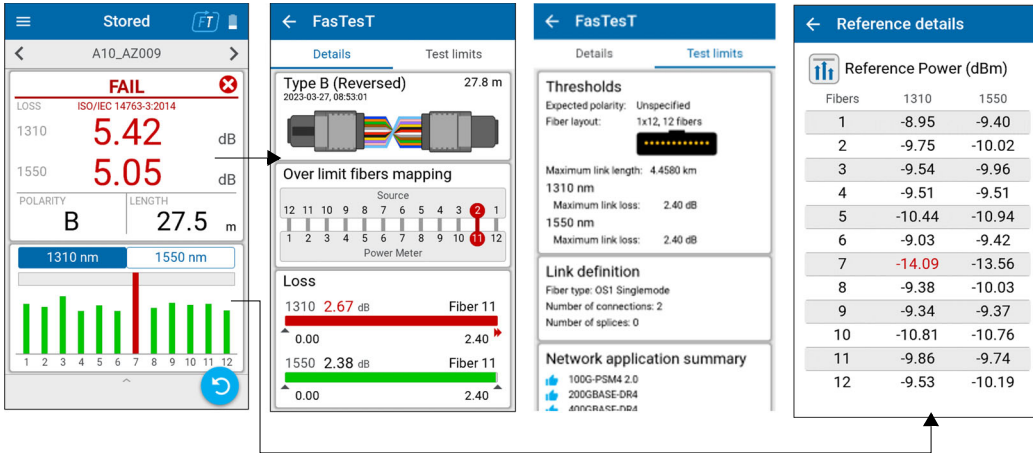 Stored
FT
A10_AZ009
FAIL
LOSS
ISO/IEC 14763-3:2014
1310
5.42
dB
1550
5.05
dB
POLARITY
B
LENGTH
27.5 m
1310 nm
1550 nm
1 2 3 4 5 6 7 8 9 10 11 12
FasTesT
Details
Test limits
Type B (Reversed)
27.8 m
2023-03-27, 08:53:01
Over limit fibers mapping
Source
12 11 10 9 8 7 6 5 4 3 2 1
1 2 3 4 5 6 7 8 9 10 11 12
Power Meter
Loss
1310 2.67 dB
Fiber 11
0.00
2.40
1550 2.38 dB
Fiber 11
0.00
2.40
FasTesT
Details
Test limits
Thresholds
Expected polarity: Unspecified
Fiber layout: 1x12, 12 fibers
Maximum link length: 4.4580 km
1310 nm
Maximum link loss: 2.40 dB
1550 nm
Maximum link loss: 2.40 dB
Link definition
Fiber type: OS1 Singlemode
Number of connections: 2
Number of splices: 0
Network application summary
100G-PSM4 2.0
200GBASE-DR4
400GBASE-DR4
Reference details
Reference Power (dBm)
Fibers 1310 1550
1 -8.95 -9.40
2 -9.75 -10.02
3 -9.54 -9.96
4 -9.51 -9.51
5 -10.44 -10.94
6 -9.03 -9.42
7 -14.09 -13.56
8 -9.38 -10.03
9 -9.34 -9.37
10 -10.81 -10.76
11 -9.86 -9.74
12 -9.53 -10.19